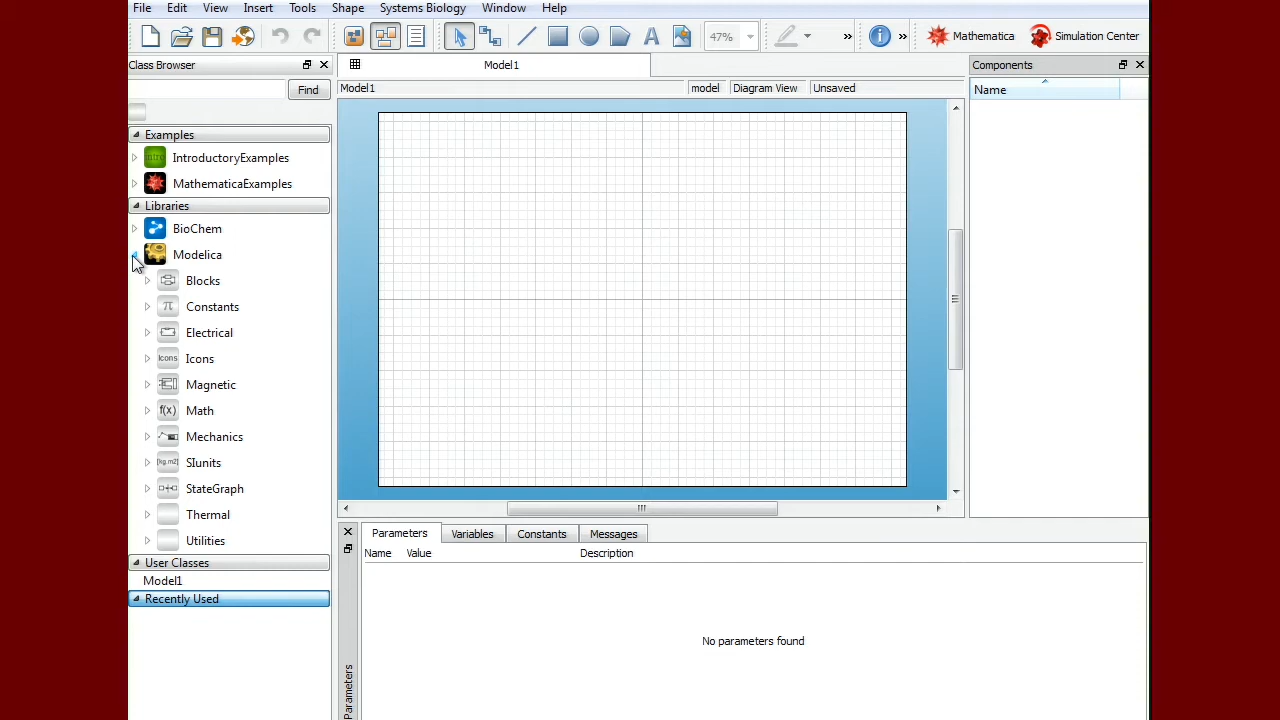 File Edit View Insert Tools Shape Systems Biology Window Help
47% » » Mathematica Simulation Center
Class Browser
Find
Examples
IntroductoryExamples
MathematicaExamples
Libraries
BioChem
Modelica
Blocks
π Constants
Electrical
Icons Icons
Magnetic
f(x) Math
Mechanics
[kg.m2] SIunits
StateGraph
Thermal
Utilities
User Classes
Model1
Recently Used
Model1
Model1 model Diagram View Unsaved
Components
Name
Parameters Variables Constants Messages
Name Value Description
No parameters found
Parameters